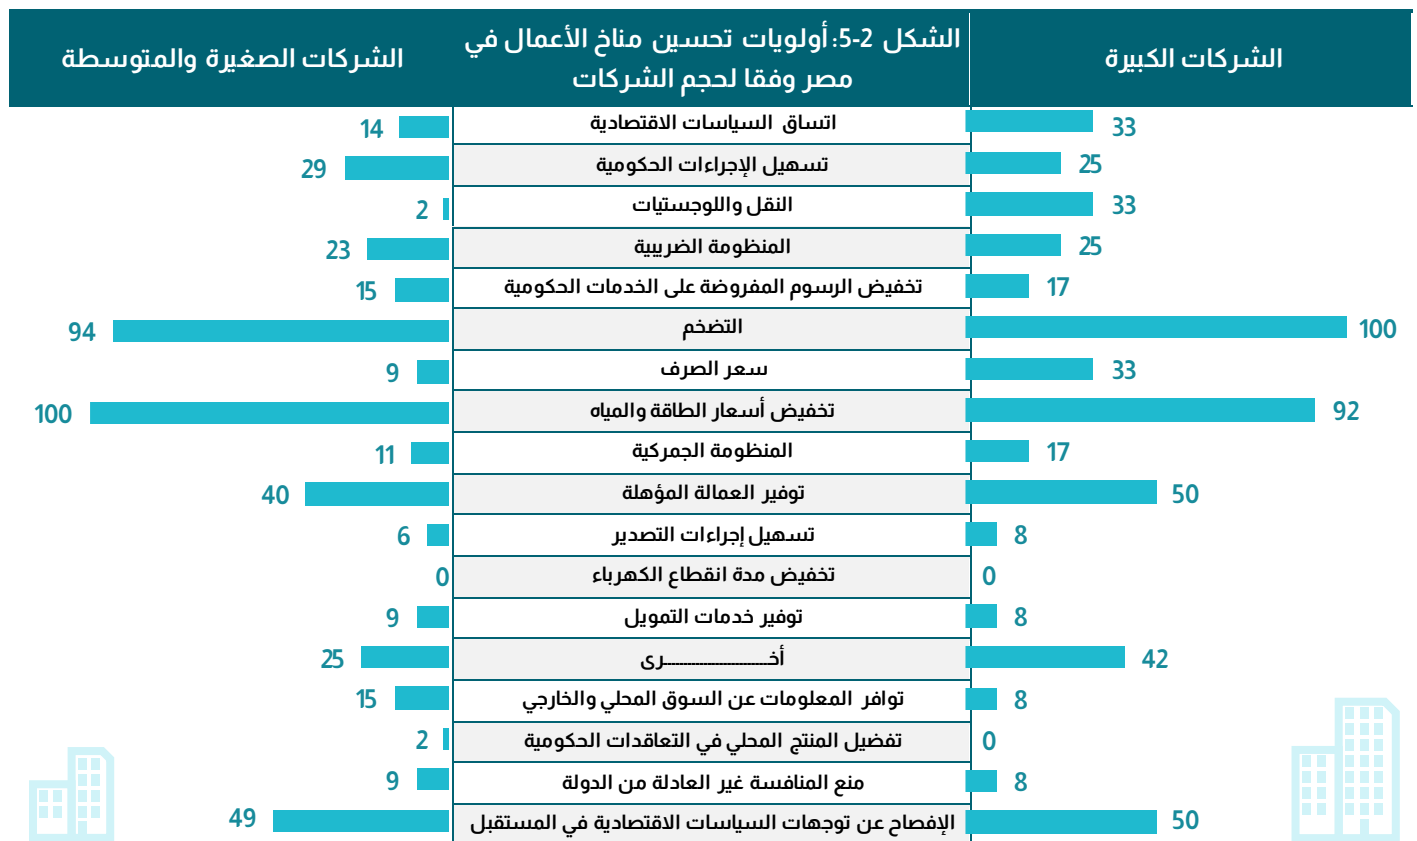 الشركات الكبيرة
الشكل 2-5: أولويات تحسين مناخ الأعمال في
مصر وفقا لحجم الشركات
الشركات الصغيرة والمتوسطة
33 اتساق السياسات الاقتصادية 14
25 تسهيل الإجراءات الحكومية 29
33 النقل واللوجستيات 2
25 المنظومة الضريبية 23
17 تخفيض الرسوم المفروضة على الخدمات الحكومية 15
100 التضخم 94
33 سعر الصرف 9
92 تخفيض أسعار الطاقة والمياه 100
17 المنظومة الجمركية 11
50 توفير العمالة المؤهلة 40
8 تسهيل إجراءات التصدير 6
0 تخفيض مدة انقطاع الكهرباء 0
8 توفير خدمات التمويل 9
42 أخـــــــــــــــــرى 25
8 توافر المعلومات عن السوق المحلي والخارجي 15
0 تفضيل المنتج المحلي في التعاقدات الحكومية 2
8 منع المنافسة غير العادلة من الدولة 9
50 الإفصاح عن توجهات السياسات الاقتصادية في المستقبل 49